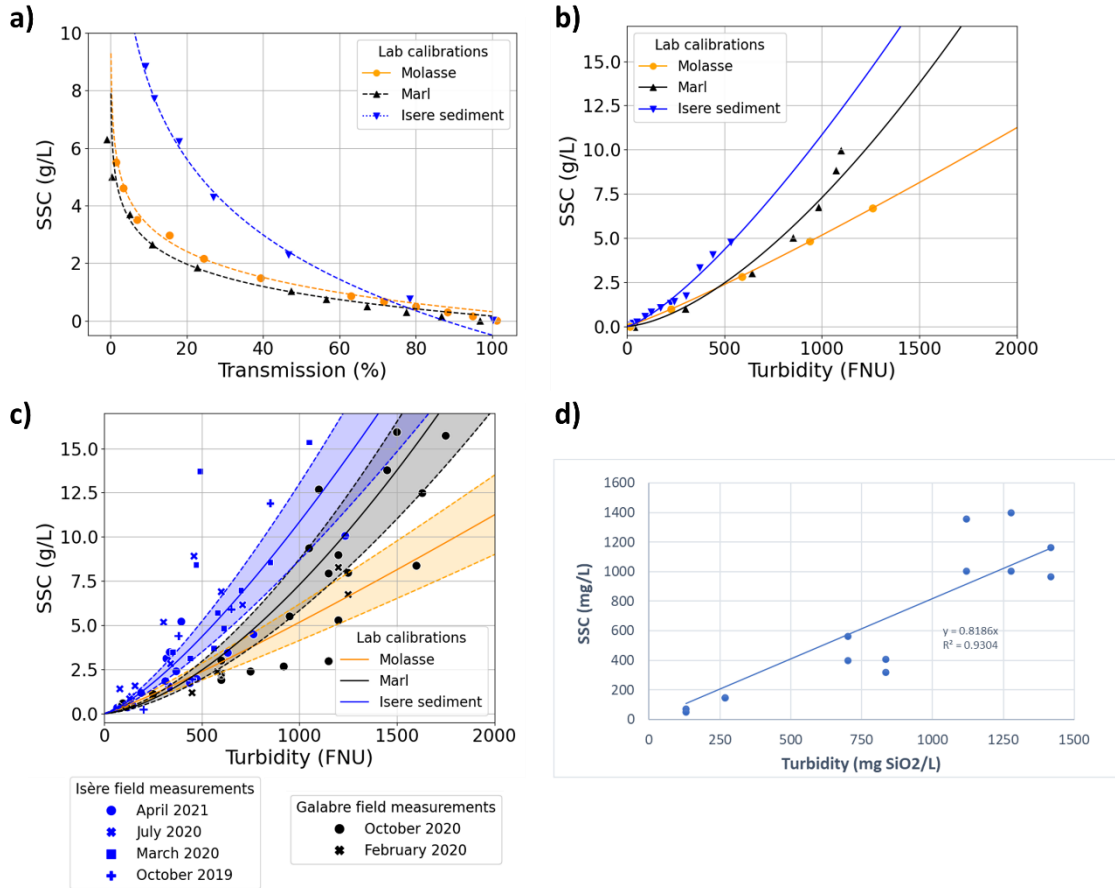 a)
10
8
6
4
2
0
SSC (g/L)
Lab calibrations
Molasse
Marl
Isere sediment
0 20 40 60 80 100
Transmission (%)
b)
15.0
12.5
10.0
7.5
5.0
2.5
0.0
SSC (g/L)
Lab calibrations
Molasse
Marl
Isere sediment
0 500 1000 1500 2000
Turbidity (FNU)
c)
15.0
12.5
10.0
7.5
5.0
2.5
0.0
SSC (g/L)
Lab calibrations
Molasse
Marl
Isere sediment
0 500 1000 1500 2000
Turbidity (FNU)
Isère field measurements
April 2021
July 2020
March 2020
October 2019
Galabre field measurements
October 2020
February 2020
d)
1600
1400
1200
1000
800
600
400
200
0
SSC (mg/L)
y = 0.8186x
R² = 0.9304
0 250 500 750 1000 1250 1500
Turbidity (mg SiO2/L)